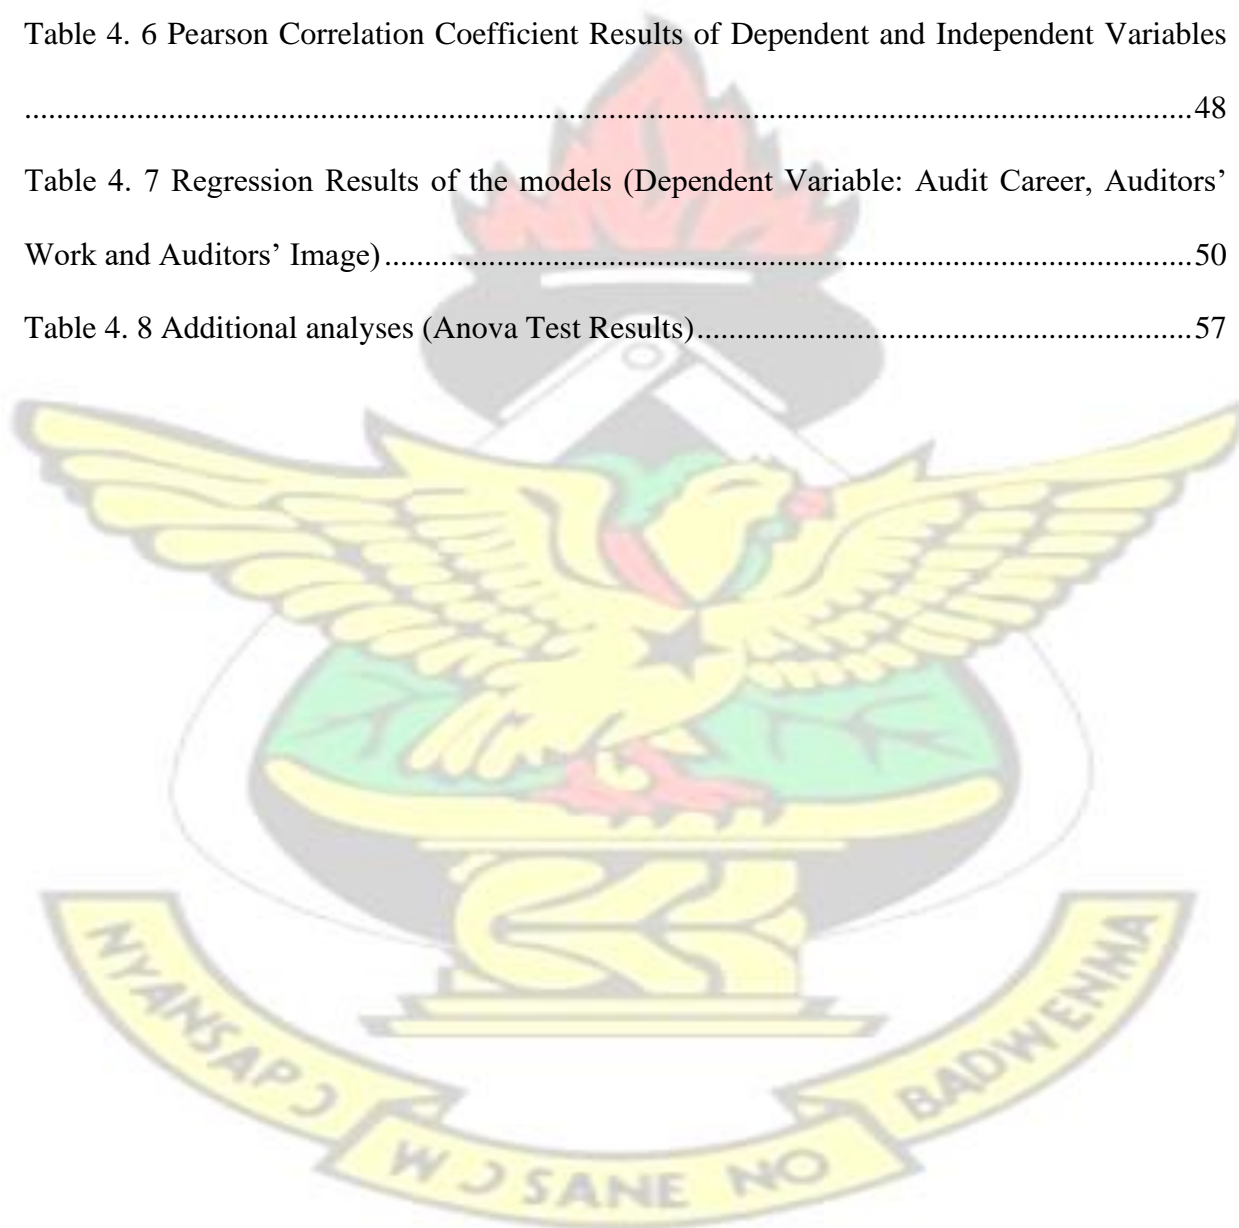 Table 4. 6 Pearson Correlation Coefficient Results of Dependent and Independent Variables
....................................................................................................................................................48
Table 4. 7 Regression Results of the models (Dependent Variable: Audit Career, Auditors’
Work and Auditors’ Image)......................................................................................................50
Table 4. 8 Additional analyses (Anova Test Results)...............................................................57
NYANSAPƆ
WƆSANE NO
BADWENMA